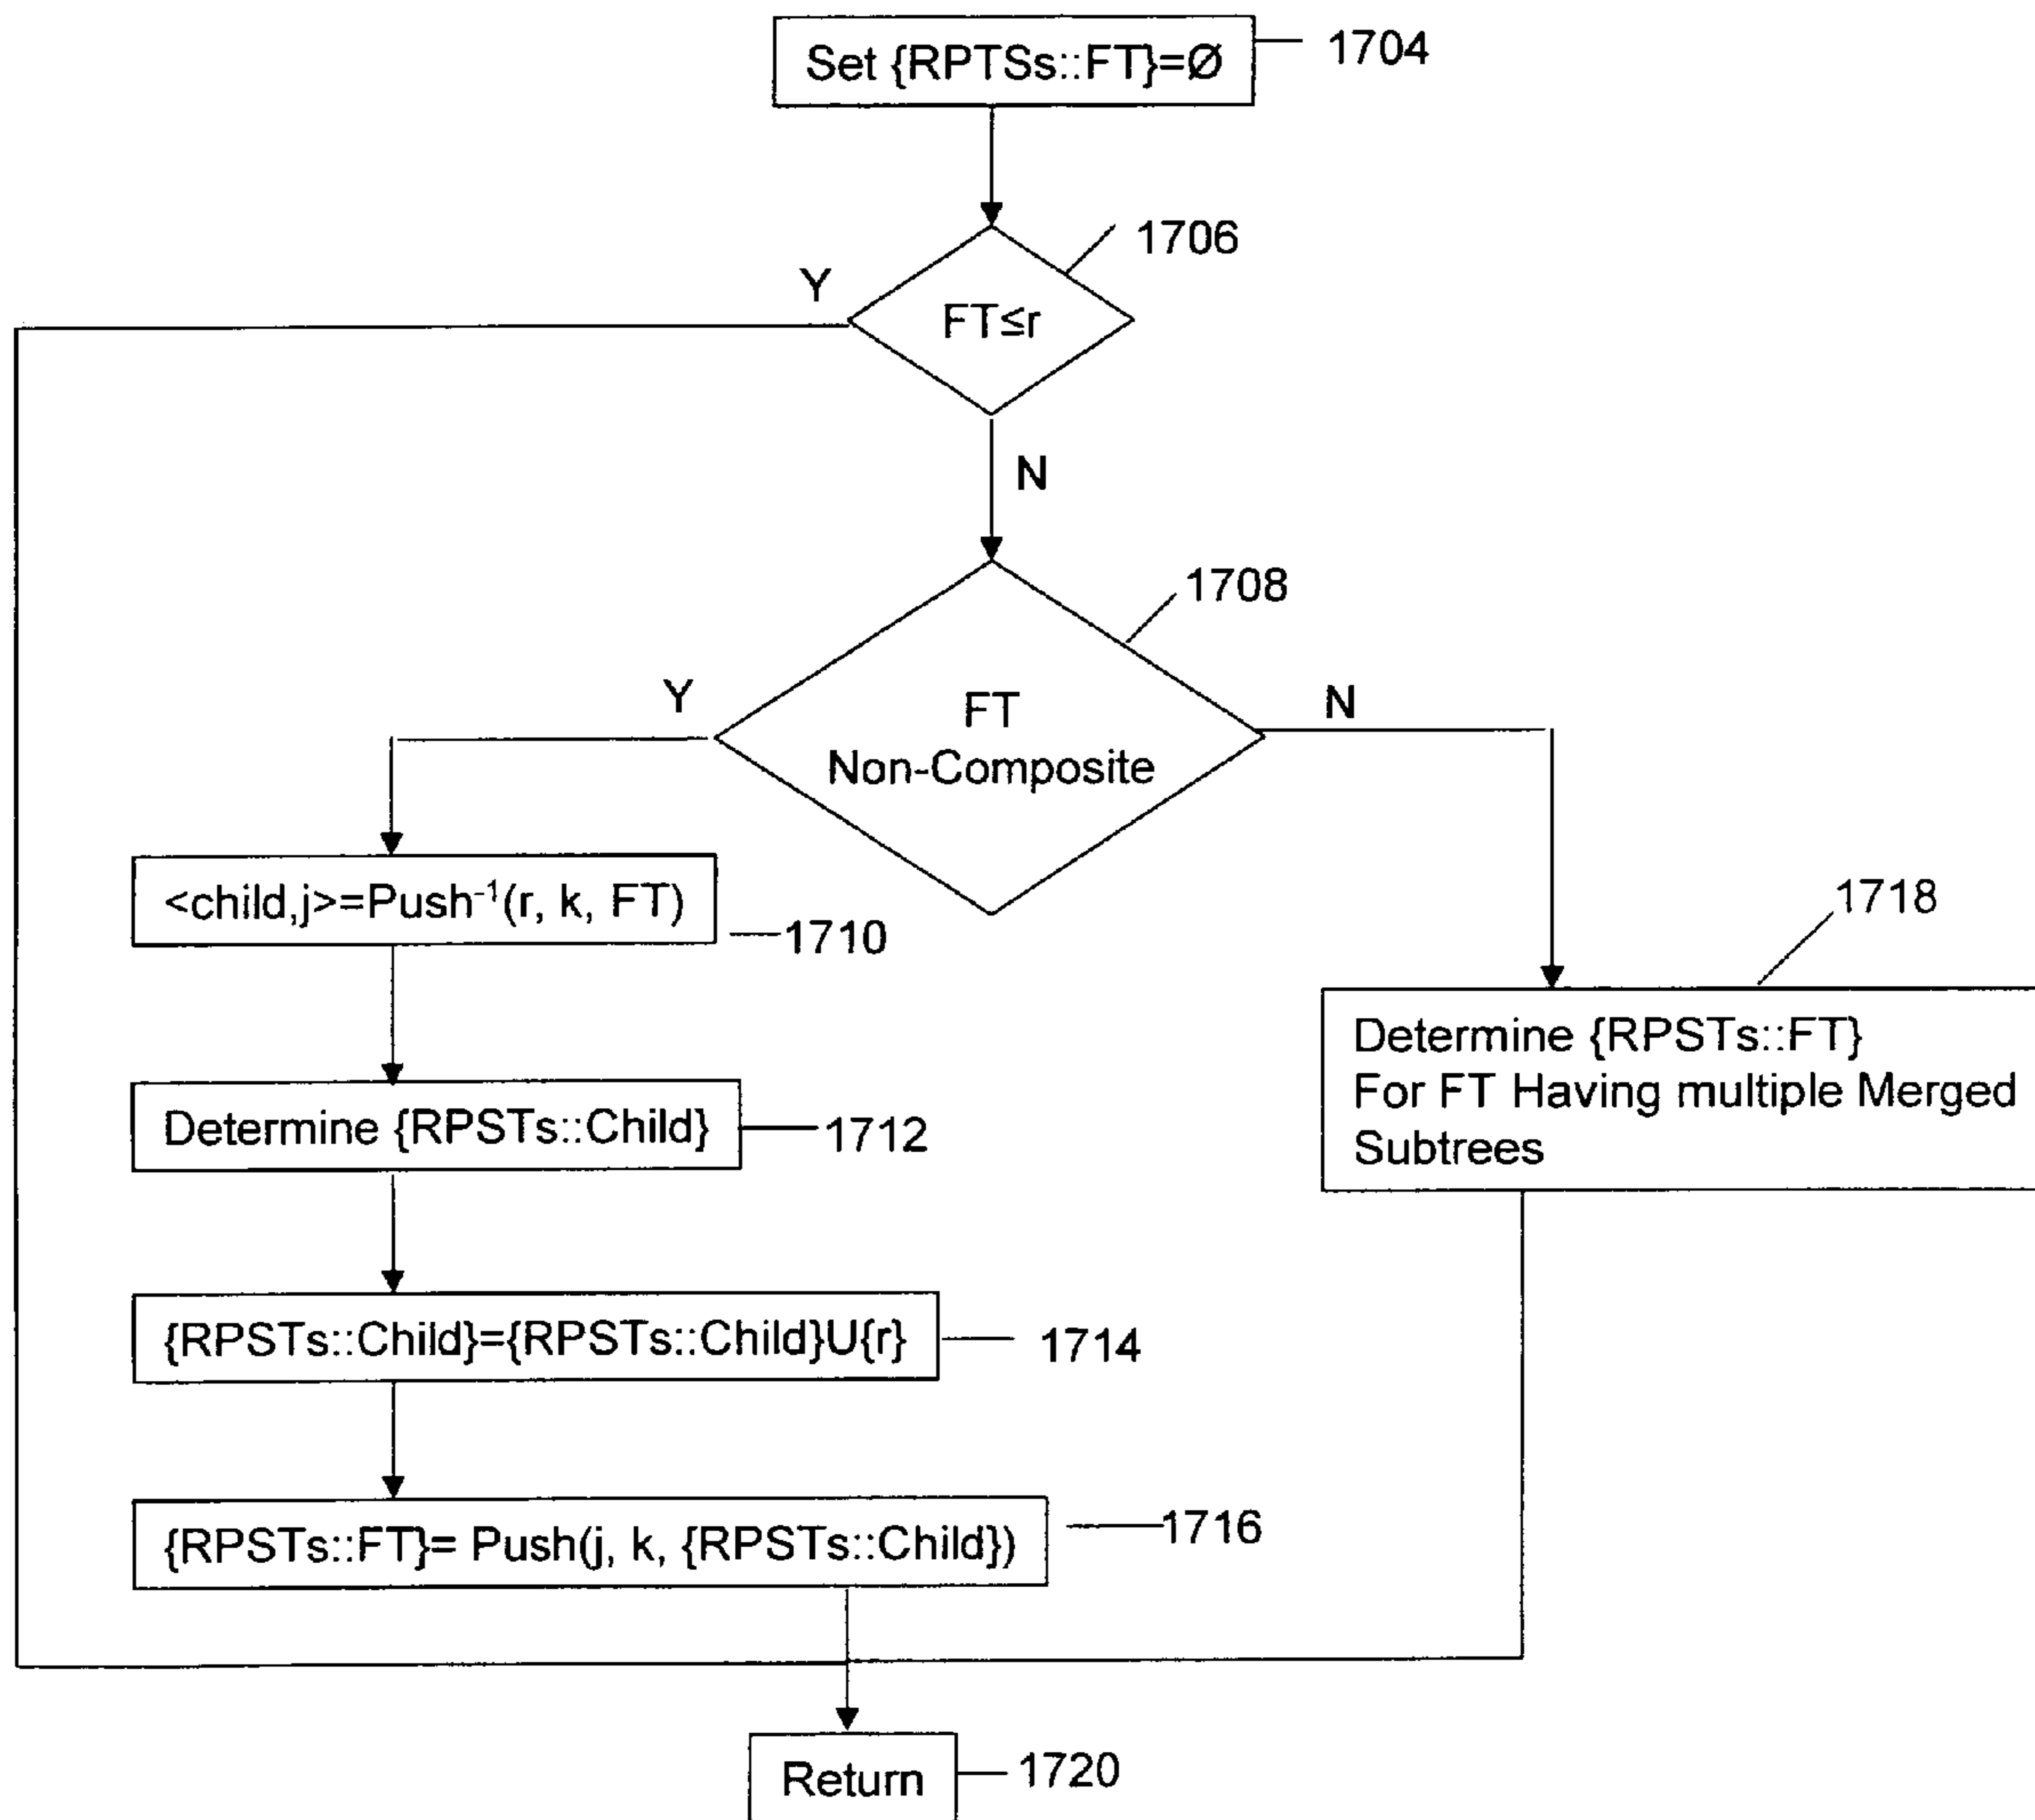 Set {RPTSs::FT}=Ø
1704
1706
Y
FT≤r
N
1708
Y
FT
Non-Composite
N
<child,j>=Push⁻¹(r, k, FT)
1710
1718
Determine {RPSTs::FT}
For FT Having multiple Merged
Subtrees
Determine {RPSTs::Child}
1712
{RPSTs::Child}={RPSTs::Child}U{r}
1714
{RPSTs::FT}= Push(j, k, {RPSTs::Child})
1716
Return
1720